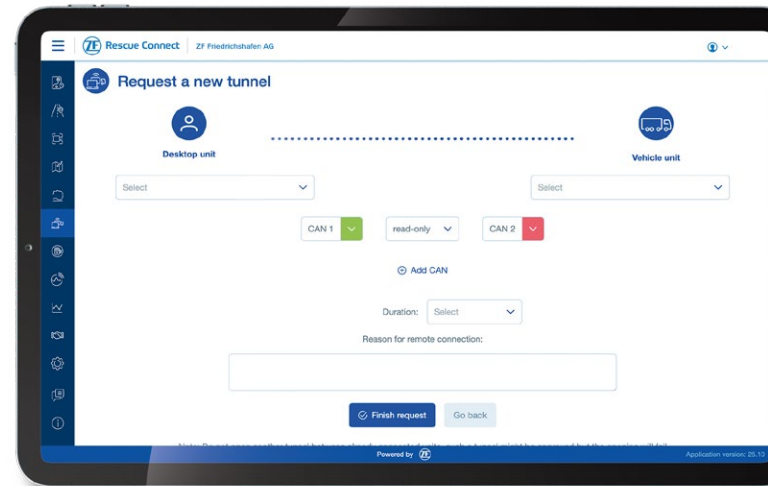 ZF Rescue Connect ZF Friedrichshafen AG
Request a new tunnel
Desktop unit
Vehicle unit
Select Select
CAN 1 read-only CAN 2
Add CAN
Duration: Select
Reason for remote connection:
Finish request Go back
Powered by ZF Application version: 25.10